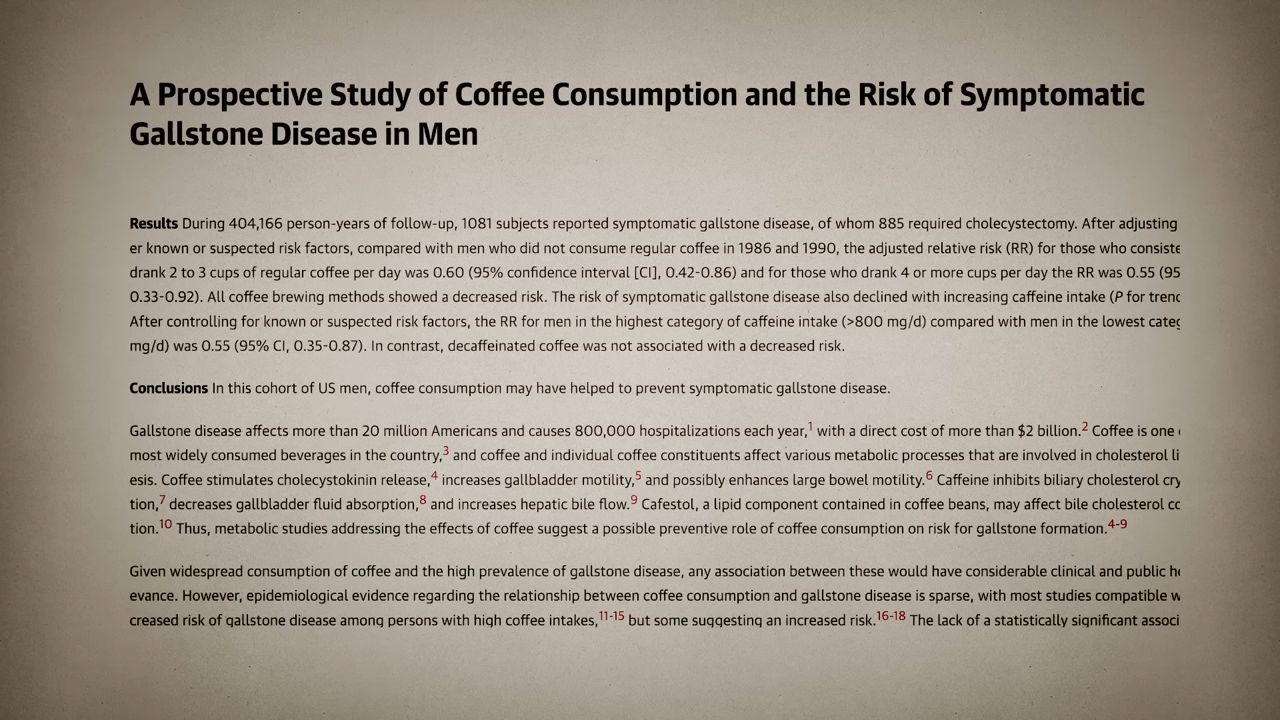 A Prospective Study of Coffee Consumption and the Risk of Symptomatic
Gallstone Disease in Men
Results During 404,166 person-years of follow-up, 1081 subjects reported symptomatic gallstone disease, of whom 885 required cholecystectomy. After adjusting
er known or suspected risk factors, compared with men who did not consume regular coffee in 1986 and 1990, the adjusted relative risk (RR) for those who consiste
drank 2 to 3 cups of regular coffee per day was 0.60 (95% confidence interval [CI], 0.42-0.86) and for those who drank 4 or more cups per day the RR was 0.55 (95
0.33-0.92). All coffee brewing methods showed a decreased risk. The risk of symptomatic gallstone disease also declined with increasing caffeine intake (P for trend
After controlling for known or suspected risk factors, the RR for men in the highest category of caffeine intake (>800 mg/d) compared with men in the lowest categ
mg/d) was 0.55 (95% CI, 0.35-0.87). In contrast, decaffeinated coffee was not associated with a decreased risk.
Conclusions In this cohort of US men, coffee consumption may have helped to prevent symptomatic gallstone disease.
Gallstone disease affects more than 20 million Americans and causes 800,000 hospitalizations each year,1 with a direct cost of more than $2 billion.2 Coffee is one
most widely consumed beverages in the country,3 and coffee and individual coffee constituents affect various metabolic processes that are involved in cholesterol li
esis. Coffee stimulates cholecystokinin release,4 increases gallbladder motility,5 and possibly enhances large bowel motility.6 Caffeine inhibits biliary cholesterol cry
tion,7 decreases gallbladder fluid absorption,8 and increases hepatic bile flow.9 Cafestol, a lipid component contained in coffee beans, may affect bile cholesterol co
tion.10 Thus, metabolic studies addressing the effects of coffee suggest a possible preventive role of coffee consumption on risk for gallstone formation.4-9
Given widespread consumption of coffee and the high prevalence of gallstone disease, any association between these would have considerable clinical and public he
evance. However, epidemiological evidence regarding the relationship between coffee consumption and gallstone disease is sparse, with most studies compatible w
creased risk of gallstone disease among persons with high coffee intakes,11-15 but some suggesting an increased risk.16-18 The lack of a statistically significant associ